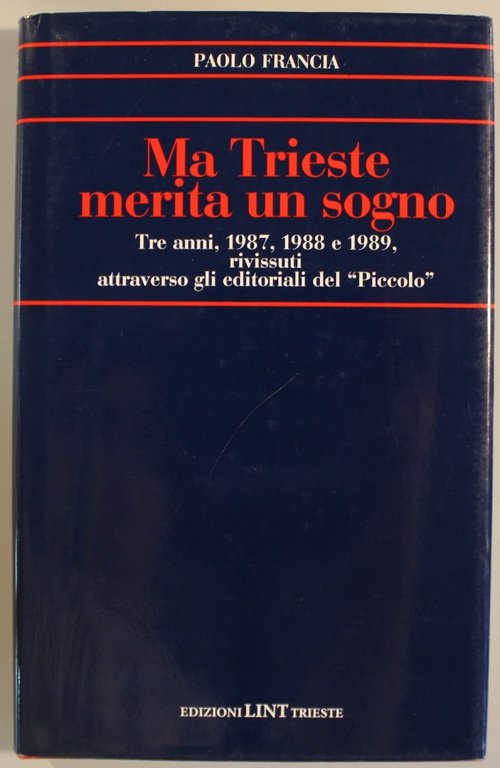 PAOLO FRANCIA
Ma Trieste
merita un sogno
Tre anni, 1987, 1988 e 1989,
rivissuti
attraverso gli editoriali del “Piccolo”
EDIZIONI LINT TRIESTE